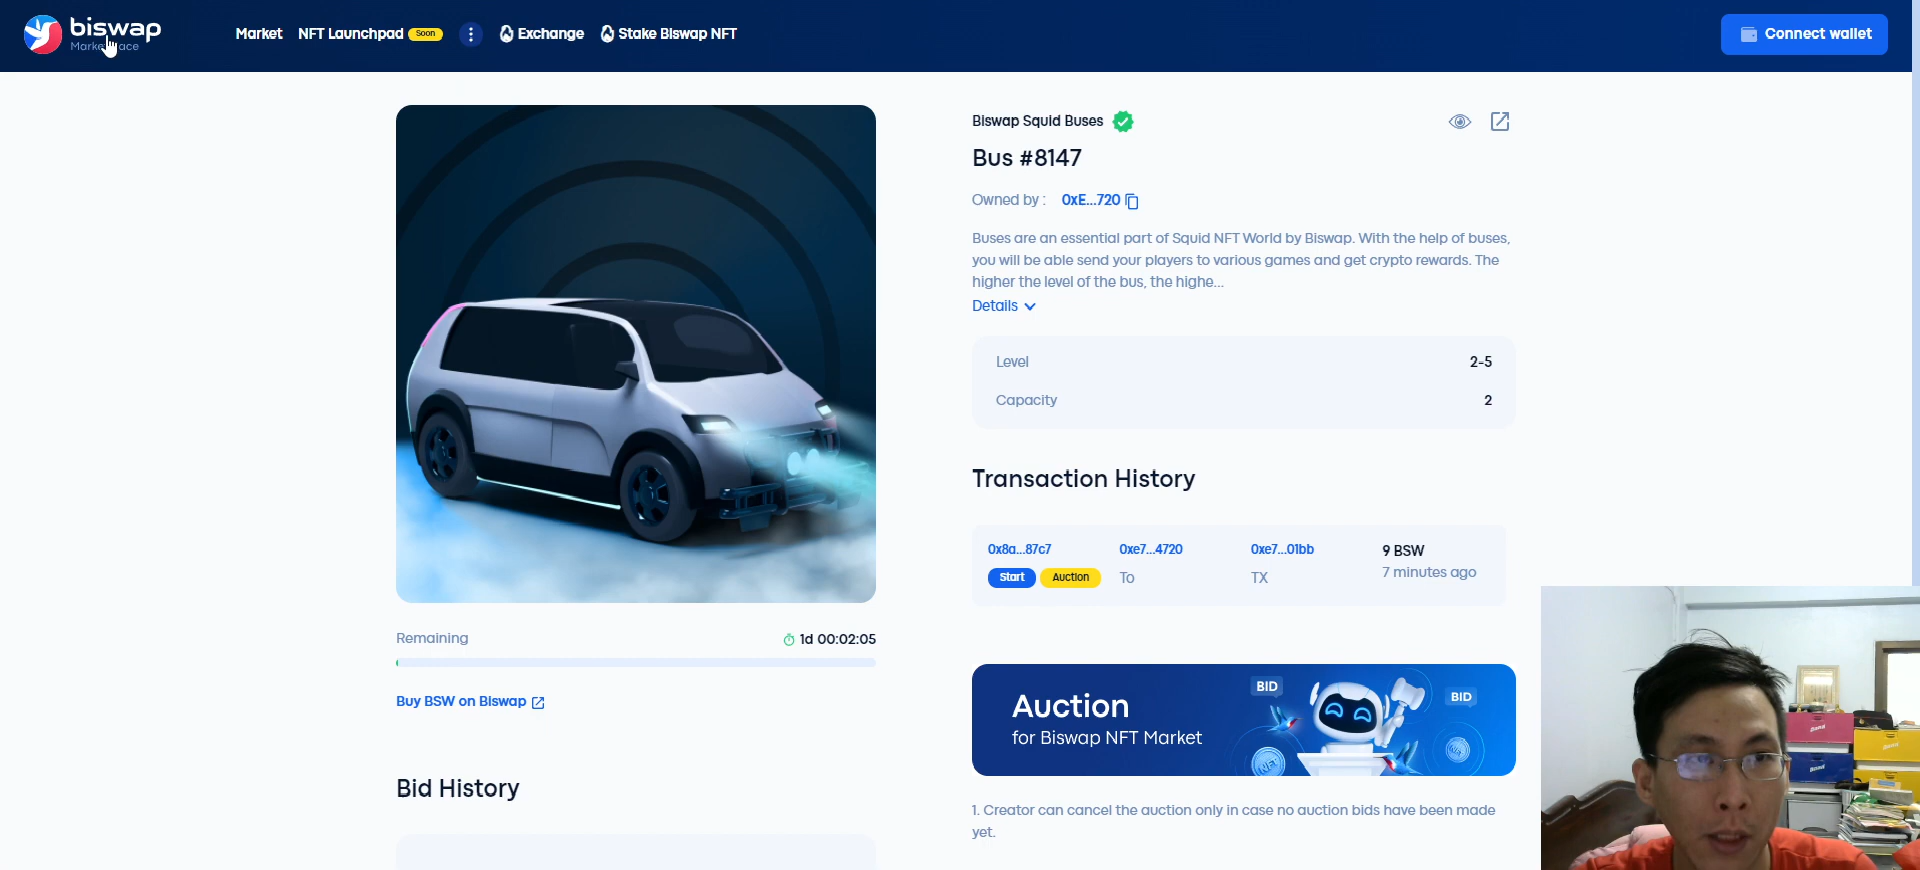 biswap
Marketplace
Market
NFT Launchpad
Soon
Exchange
Stake Biswap NFT
Connect wallet
Biswap Squid Buses
Bus #8147
Owned by :
0xE...720
Buses are an essential part of Squid NFT World by Biswap. With the help of buses,
you will be able send your players to various games and get crypto rewards. The
higher the level of the bus, the highe...
Details
Level
2-5
Capacity
2
Transaction History
0x8a...87c7
0xe7...4720
0xe7...01bb
9 BSW
Start
Auction
To
TX
7 minutes ago
Remaining
1d 00:02:05
Buy BSW on Biswap
Bid History
Auction
for Biswap NFT Market
BID
BID
NFT
1. Creator can cancel the auction only in case no auction bids have been made
yet.